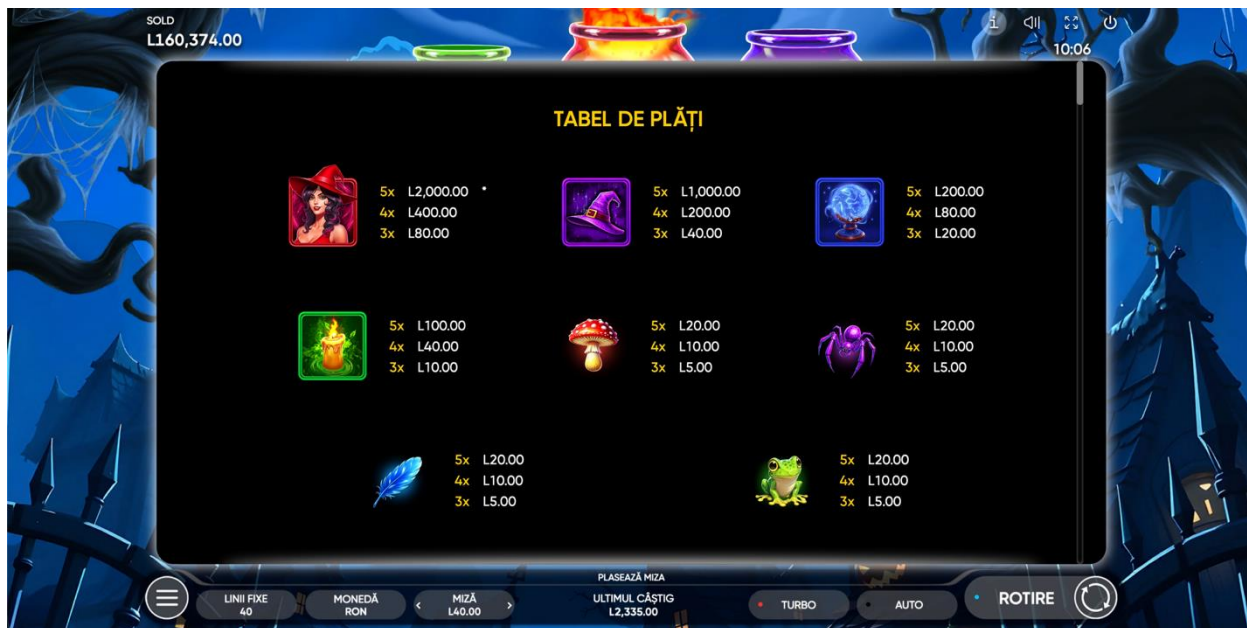 SOLD
L160,374.00
10:06
TABEL DE PLĂȚI
5x L2,000.00
4x L400.00
3x L80.00
5x L1,000.00
4x L200.00
3x L40.00
5x L200.00
4x L80.00
3x L20.00
5x L100.00
4x L40.00
3x L10.00
5x L20.00
4x L10.00
3x L5.00
5x L20.00
4x L10.00
3x L5.00
5x L20.00
4x L10.00
3x L5.00
5x L20.00
4x L10.00
3x L5.00
PLASEAZĂ MIZA
LINII FIXE
40
MONEDĂ
RON
MIZĂ
L40.00
ULTIMUL CÂȘTIG
L2,335.00
TURBO
AUTO
ROTIRE